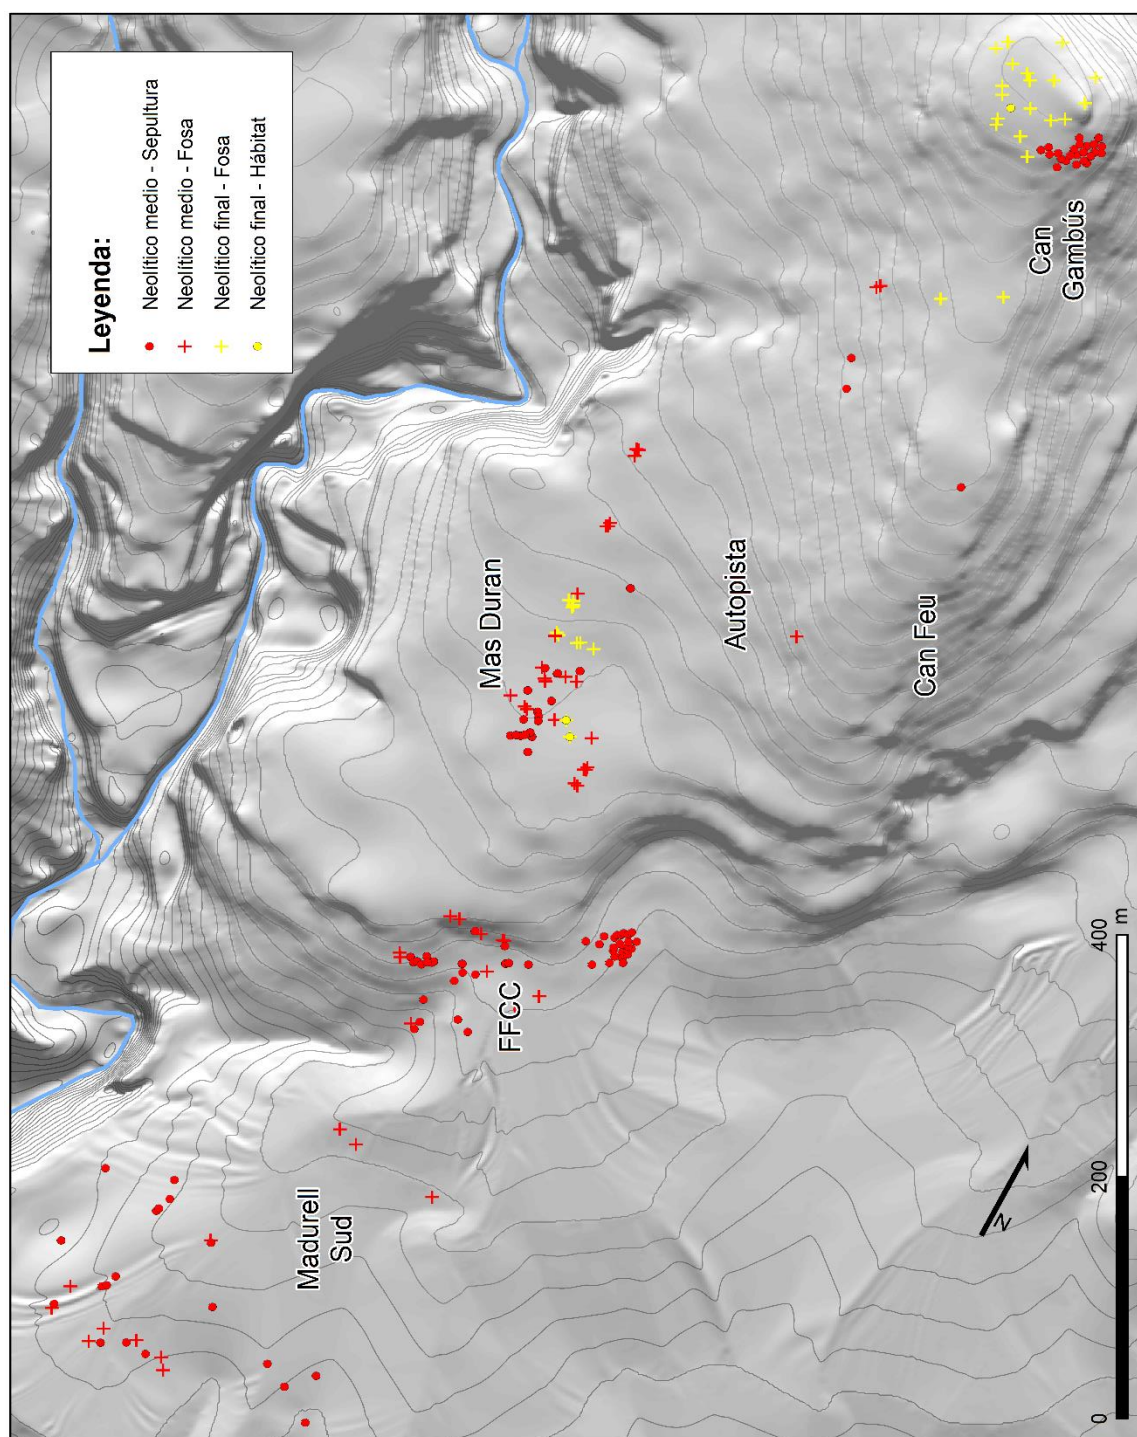 Leyenda:
Neolítico medio - Sepultura
Neolítico medio - Fosa
Neolítico final - Fosa
Neolítico final - Hábitat
Can
Gambús
Mas Duran
Autopista
Can Feu
FFCC
Madurell
Sud
N
0
200
400
m